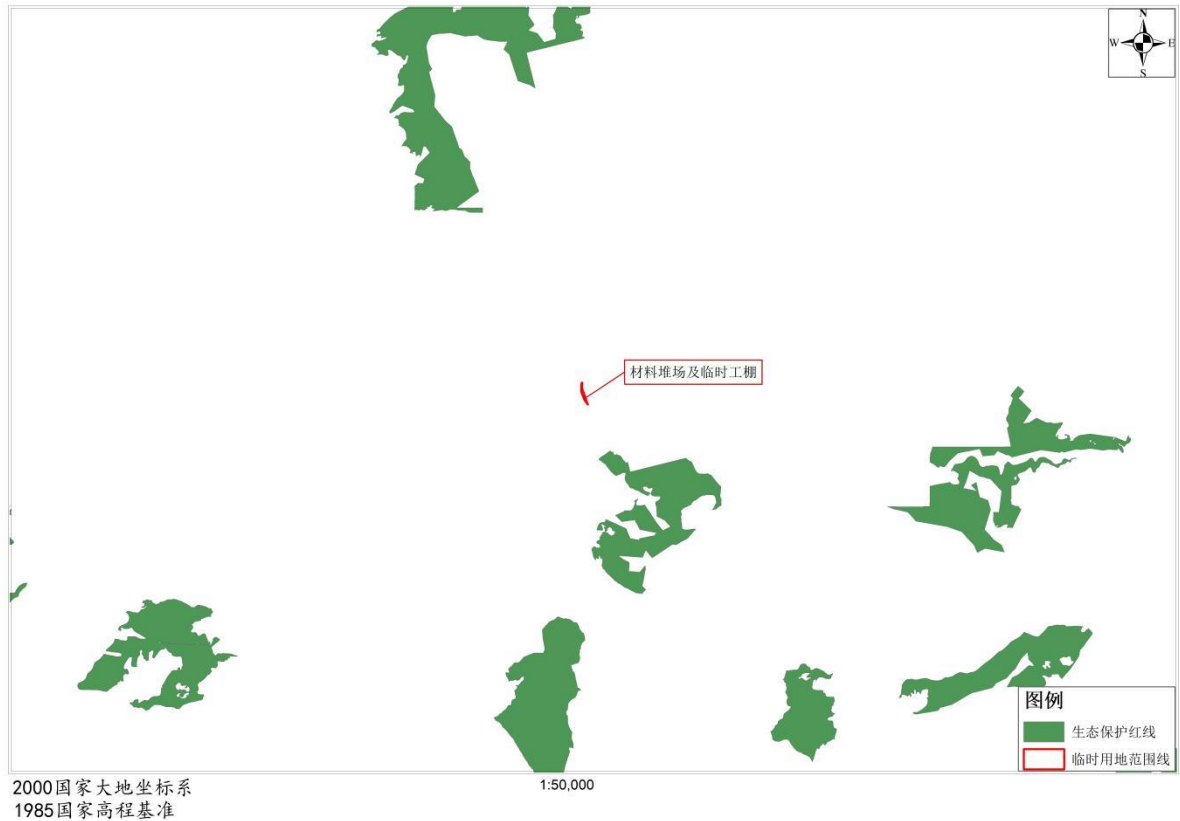 N
W E
S
材料堆场及临时工棚
图例
生态保护红线
临时用地范围线
2000国家大地坐标系
1:50,000
1985国家高程基准